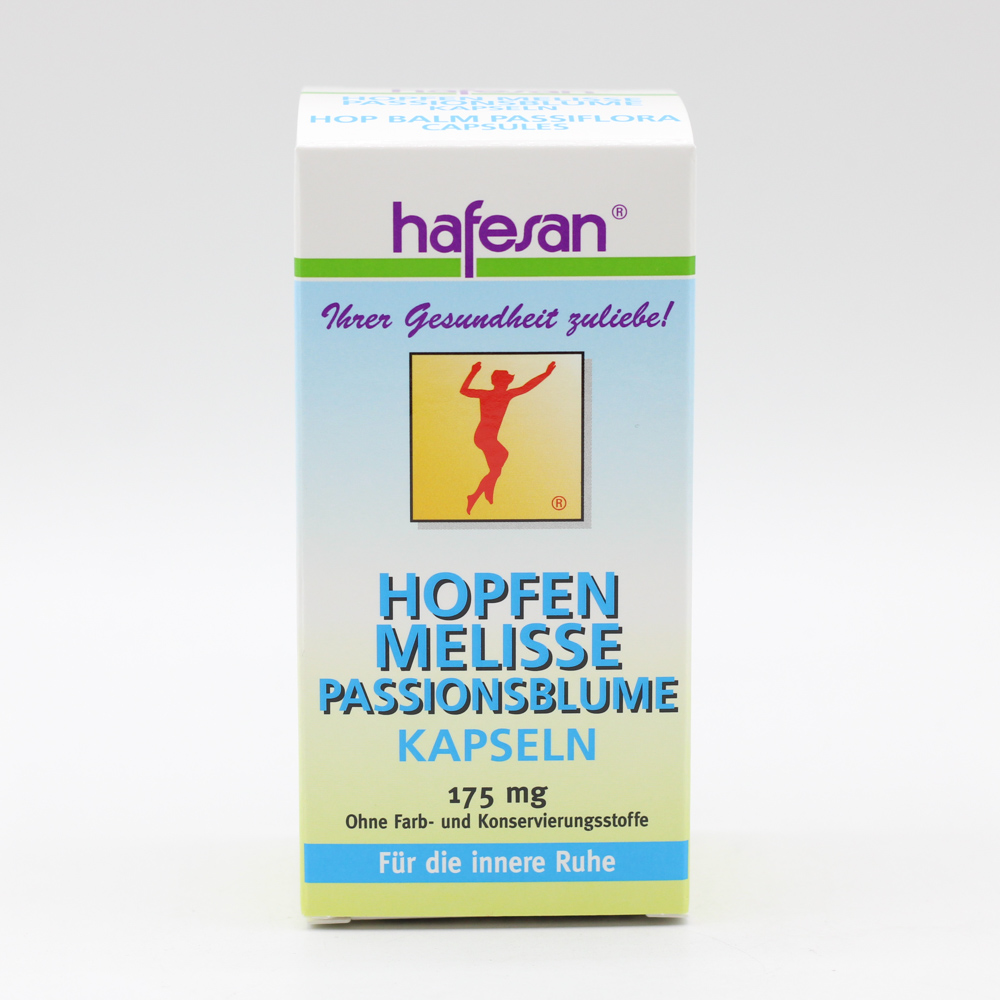 hafesan
HOPFEN MELISSE
PASSIONSBLUME
KAPSELN
HOP BALM PASSIFLORA
CAPSULES
hafesan®
Ihrer Gesundheit zuliebe!
®
HOPFEN
MELISSE
PASSIONSBLUME
KAPSELN
175 mg
Ohne Farb- und Konservierungsstoffe
Für die innere Ruhe